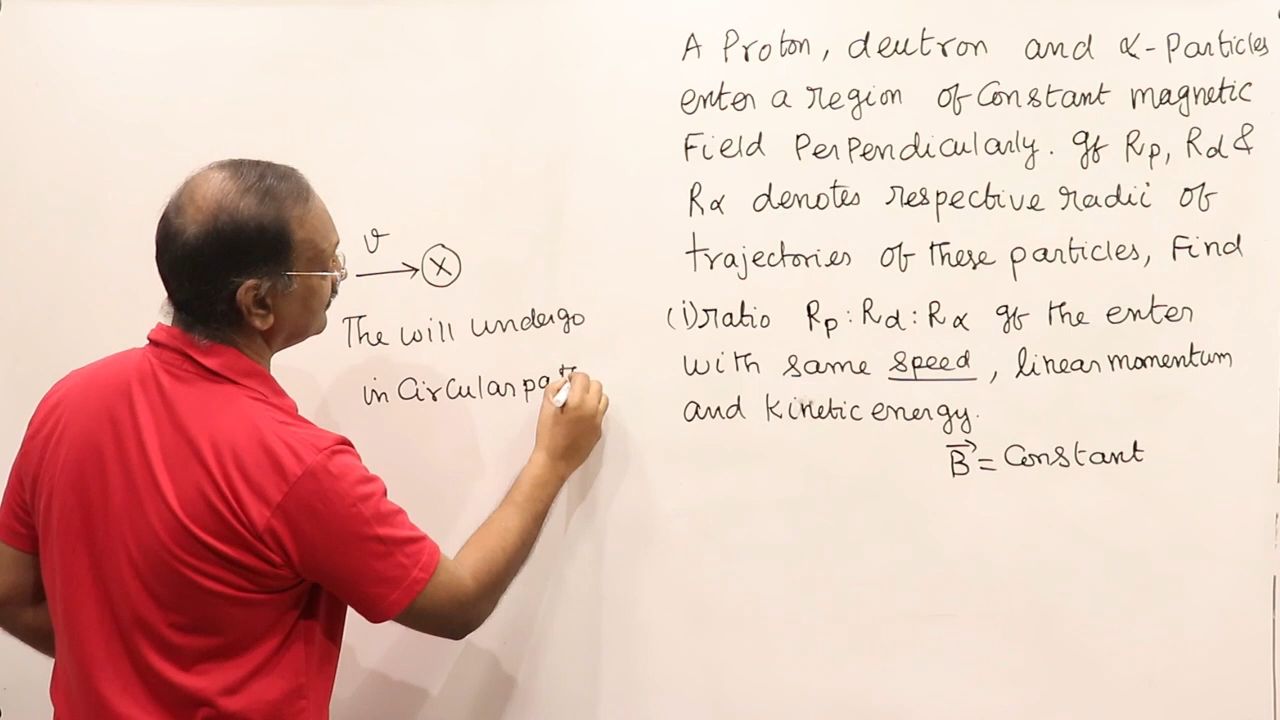 A Proton, deutron and α-Particles
enter a region of Constant magnetic
Field Perpendicularly. If Rp, Rd &
Rα denotes respective radii of
trajectories of these particles, Find
(i) ratio Rp : Rd : Rα If the enter
with same speed, linear momentum
and kinetic energy.
B⃗ = Constant
v
The will undergo
in Circular path